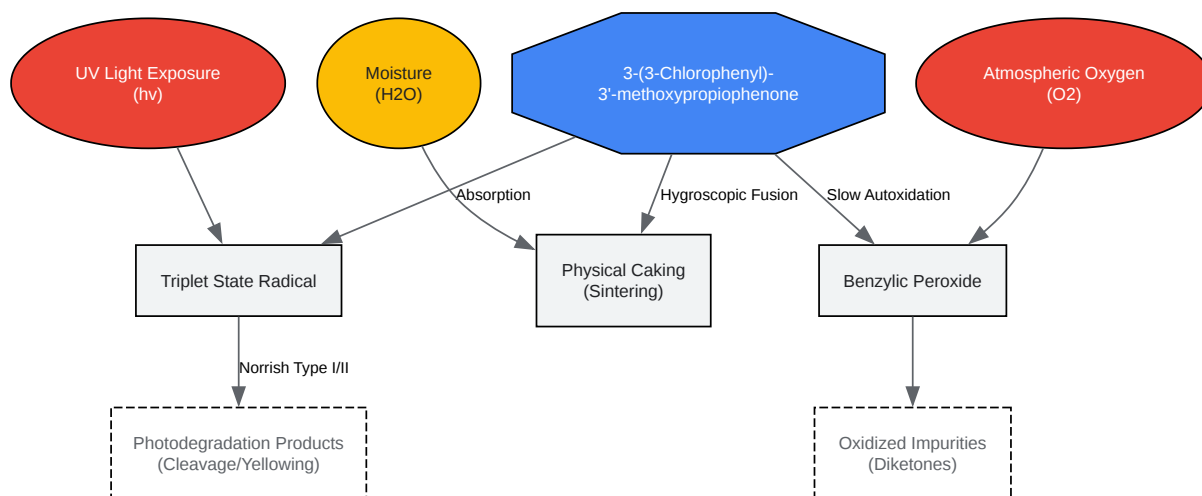 UV Light Exposure
(hv)
Moisture
(H2O)
3-(3-Chlorophenyl)-
3'-methoxypropiophenone
Atmospheric Oxygen
(O2)
Absorption
Hygroscopic Fusion
Slow Autoxidation
Triplet State Radical
Physical Caking
(Sintering)
Benzylic Peroxide
Norrish Type I/II
Photodegradation Products
(Cleavage/Yellowing)
Oxidized Impurities
(Diketones)